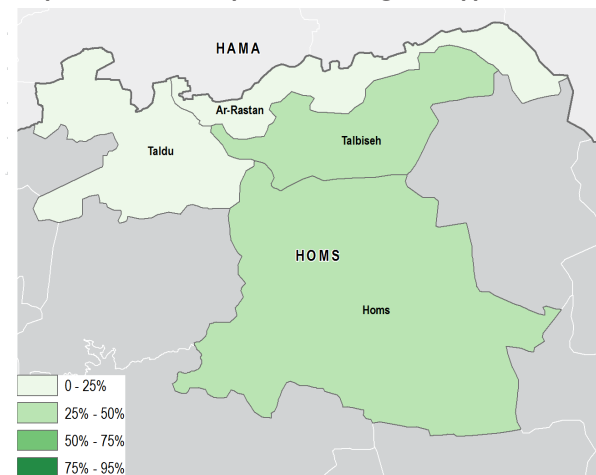 HAMA
Ar-Rastan
Talbiseh
Taldu
HOMS
Homs
0 - 25%
25% - 50%
50% - 75%
75% - 95%